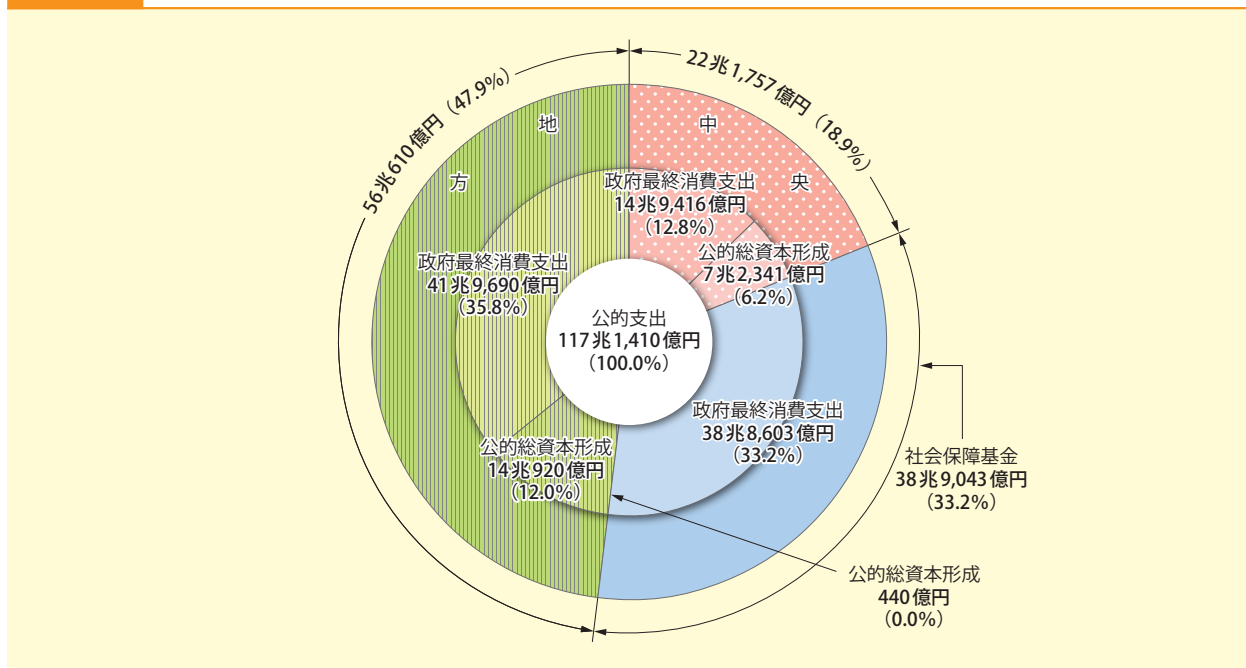 22兆1,757億円（18.9%）
56兆610億円（47.9%）
地
方
中
央
政府最終消費支出
14兆9,416億円
（12.8%）
公的総資本形成
7兆2,341億円
（6.2%）
政府最終消費支出
41兆9,690億円
（35.8%）
公的支出
117兆1,410億円
（100.0%）
政府最終消費支出
38兆8,603億円
（33.2%）
公的総資本形成
14兆920億円
（12.0%）
社会保障基金
38兆9,043億円
（33.2%）
公的総資本形成
440億円
（0.0%）